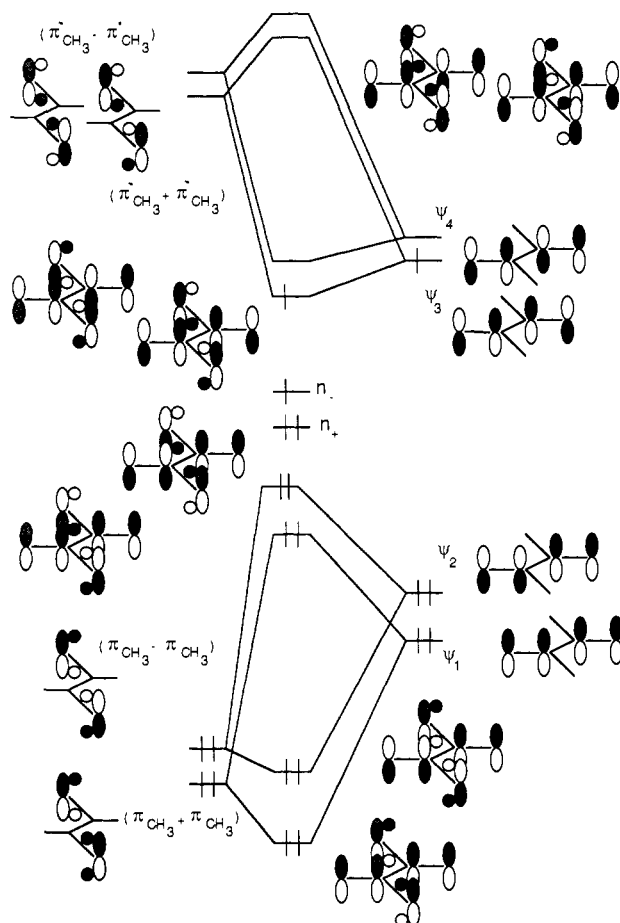 (π*CH3 - π*CH3)
(π*CH3 + π*CH3)
Ψ4
Ψ3
n-
n+
Ψ2
(πCH3 - πCH3)
Ψ1
(πCH3 + πCH3)